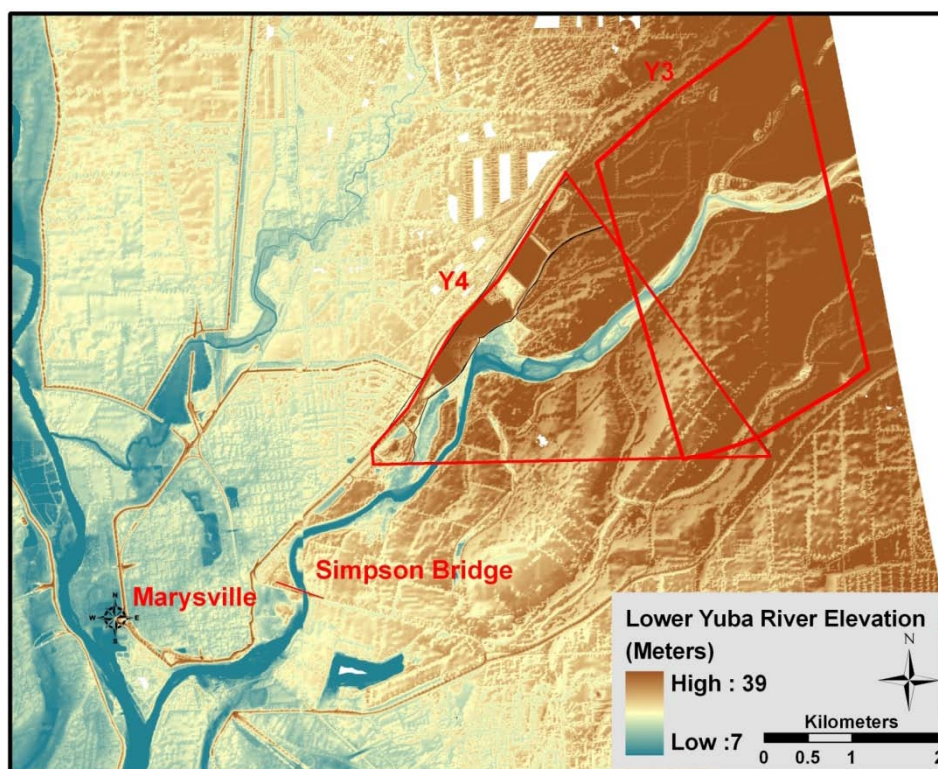 Y3
Y4
Simpson Bridge
Marysville
N
W E
S
Lower Yuba River Elevation
(Meters)
N
High : 39
Low :7
Kilometers
0 0.5 1 2